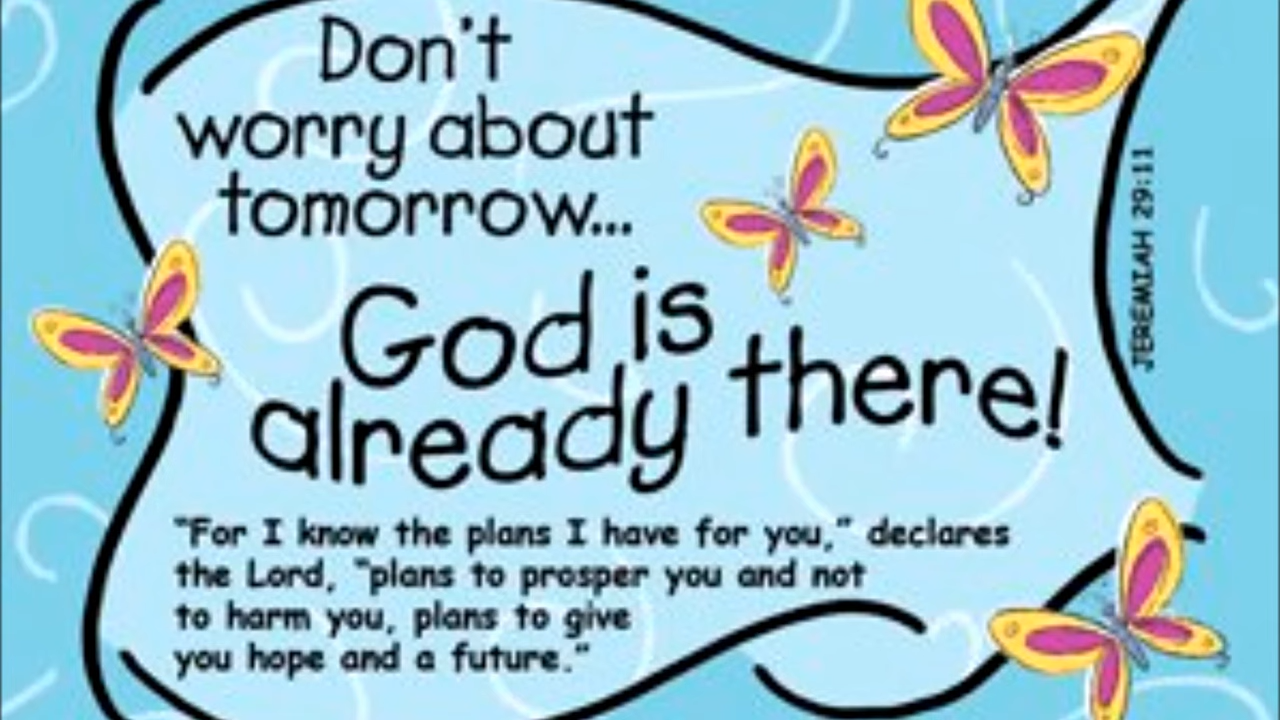 Don't
worry about
tomorrow...
God is
already there!
"For I know the plans I have for you," declares
the Lord, "plans to prosper you and not
to harm you, plans to give
you hope and a future."
JEREMIAH 29:11